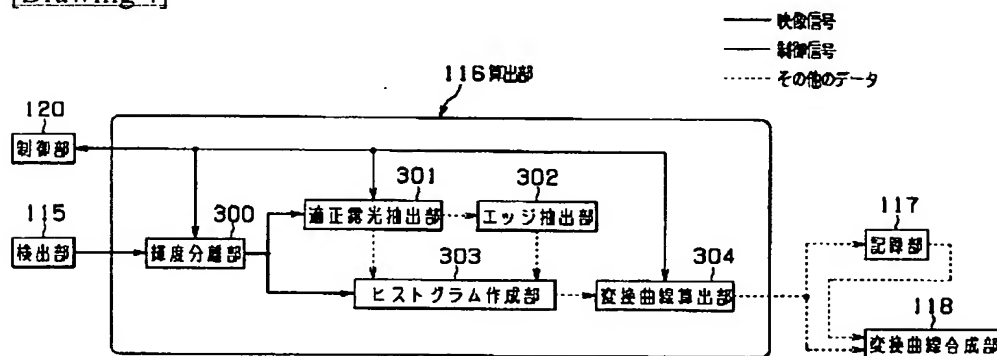 映像信号
制御信号
その他のデータ
116 算出部
120
制御部
301
302
115
300
適正露光抽出部
エッジ抽出部
117
検出部
輝度分離部
303
304
記録部
ヒストグラム作成部
変換曲線算出部
118
変換曲線合成部